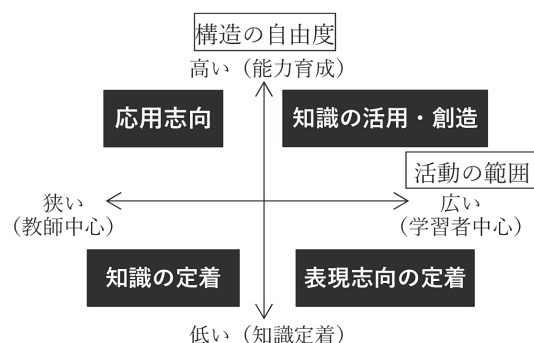 構造の自由度
高い（能力育成）
応用志向
知識の活用・創造
活動の範囲
狭い
（教師中心）
広い
（学習者中心）
知識の定着
表現志向の定着
低い（知識定着）